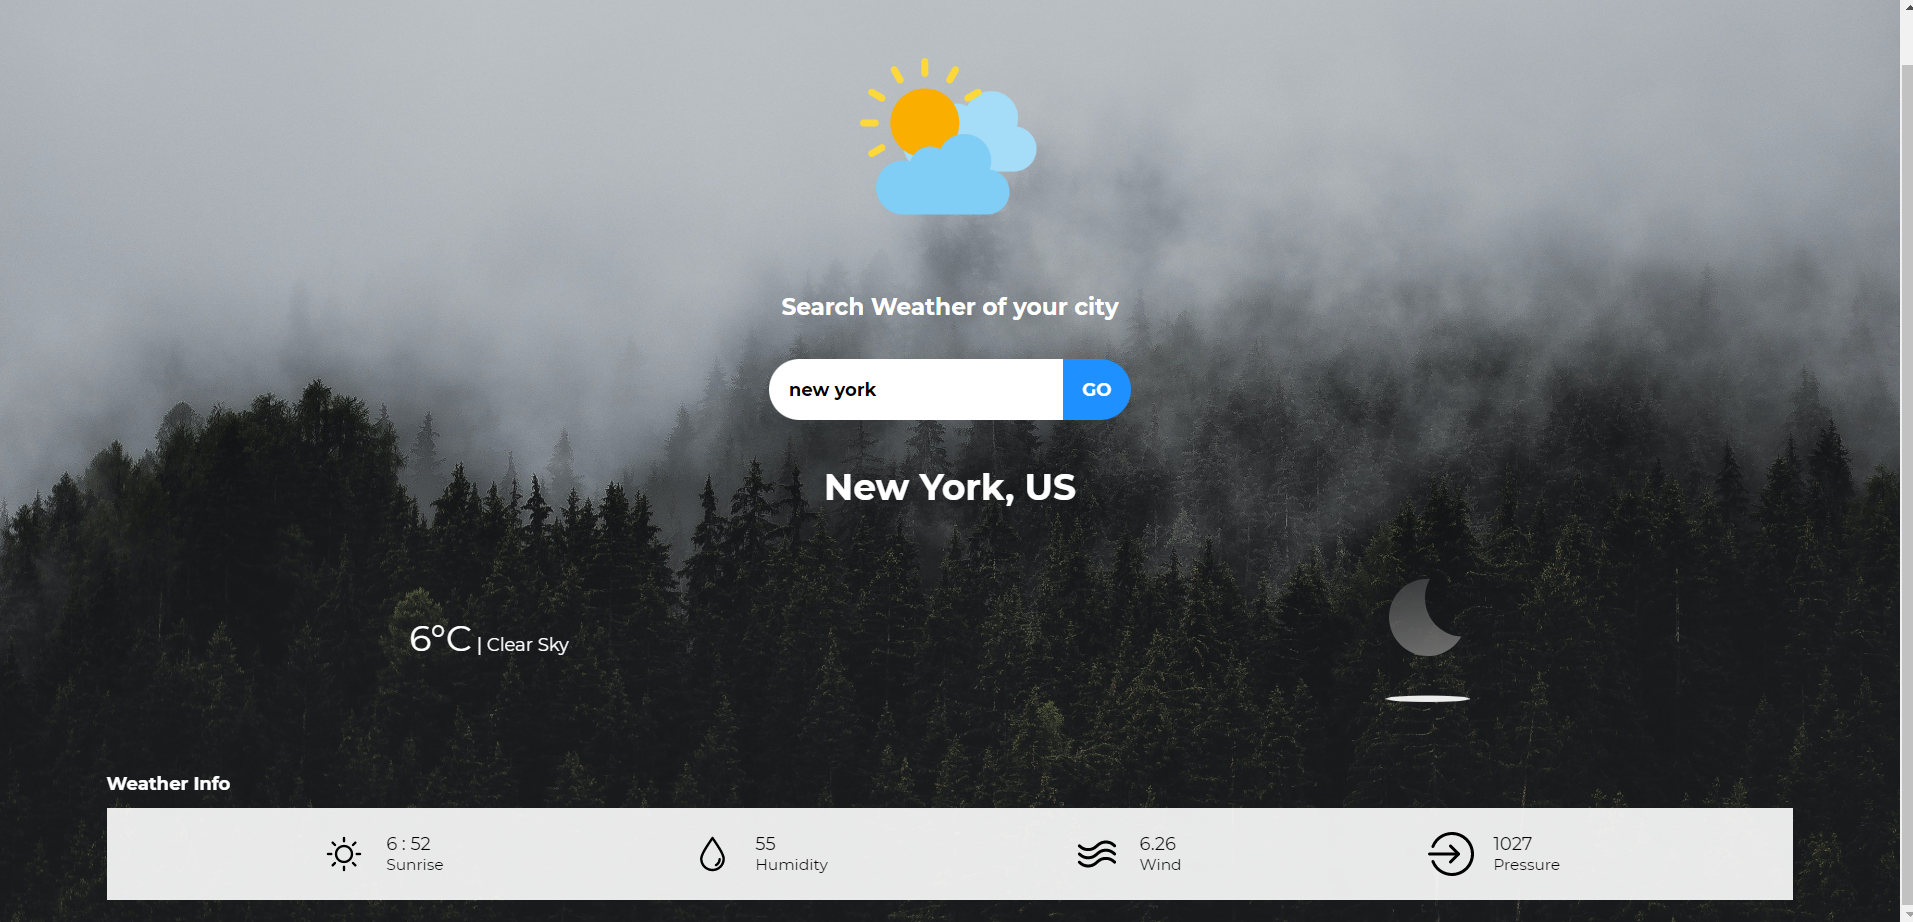 Search Weather of your city
new york
GO
New York, US
6°C | Clear Sky
Weather Info
6 : 52
Sunrise
55
Humidity
6.26
Wind
1027
Pressure